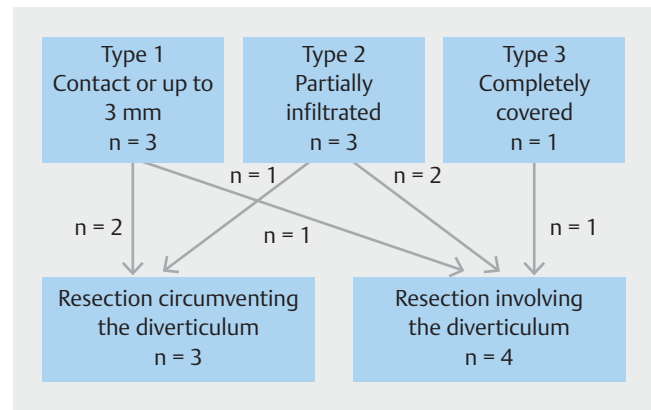 Type 1
Contact or up to
3 mm
n = 3
Type 2
Partially
infiltrated
n = 3
Type 3
Completely
covered
n = 1
n = 1
n = 2
n = 2
n = 1
n = 1
Resection circumventing
the diverticulum
n = 3
Resection involving
the diverticulum
n = 4